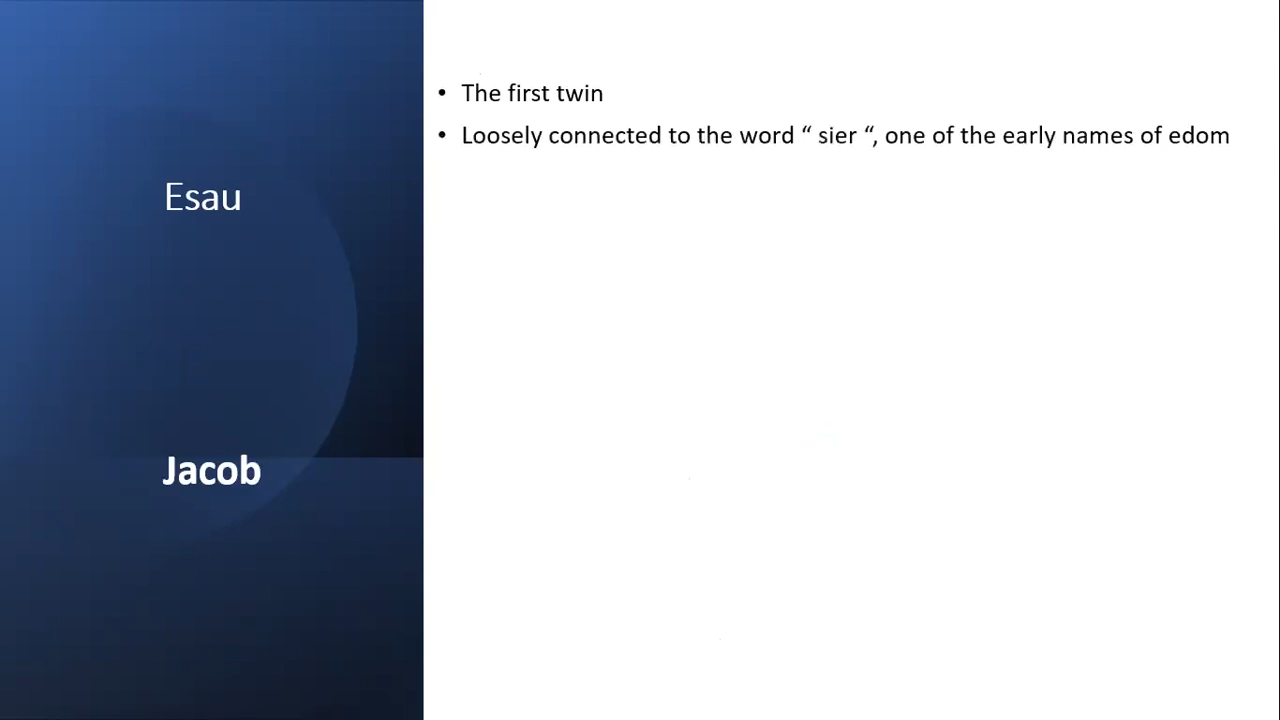 Esau
• The first twin
• Loosely connected to the word “ sier “, one of the early names of edom
Jacob